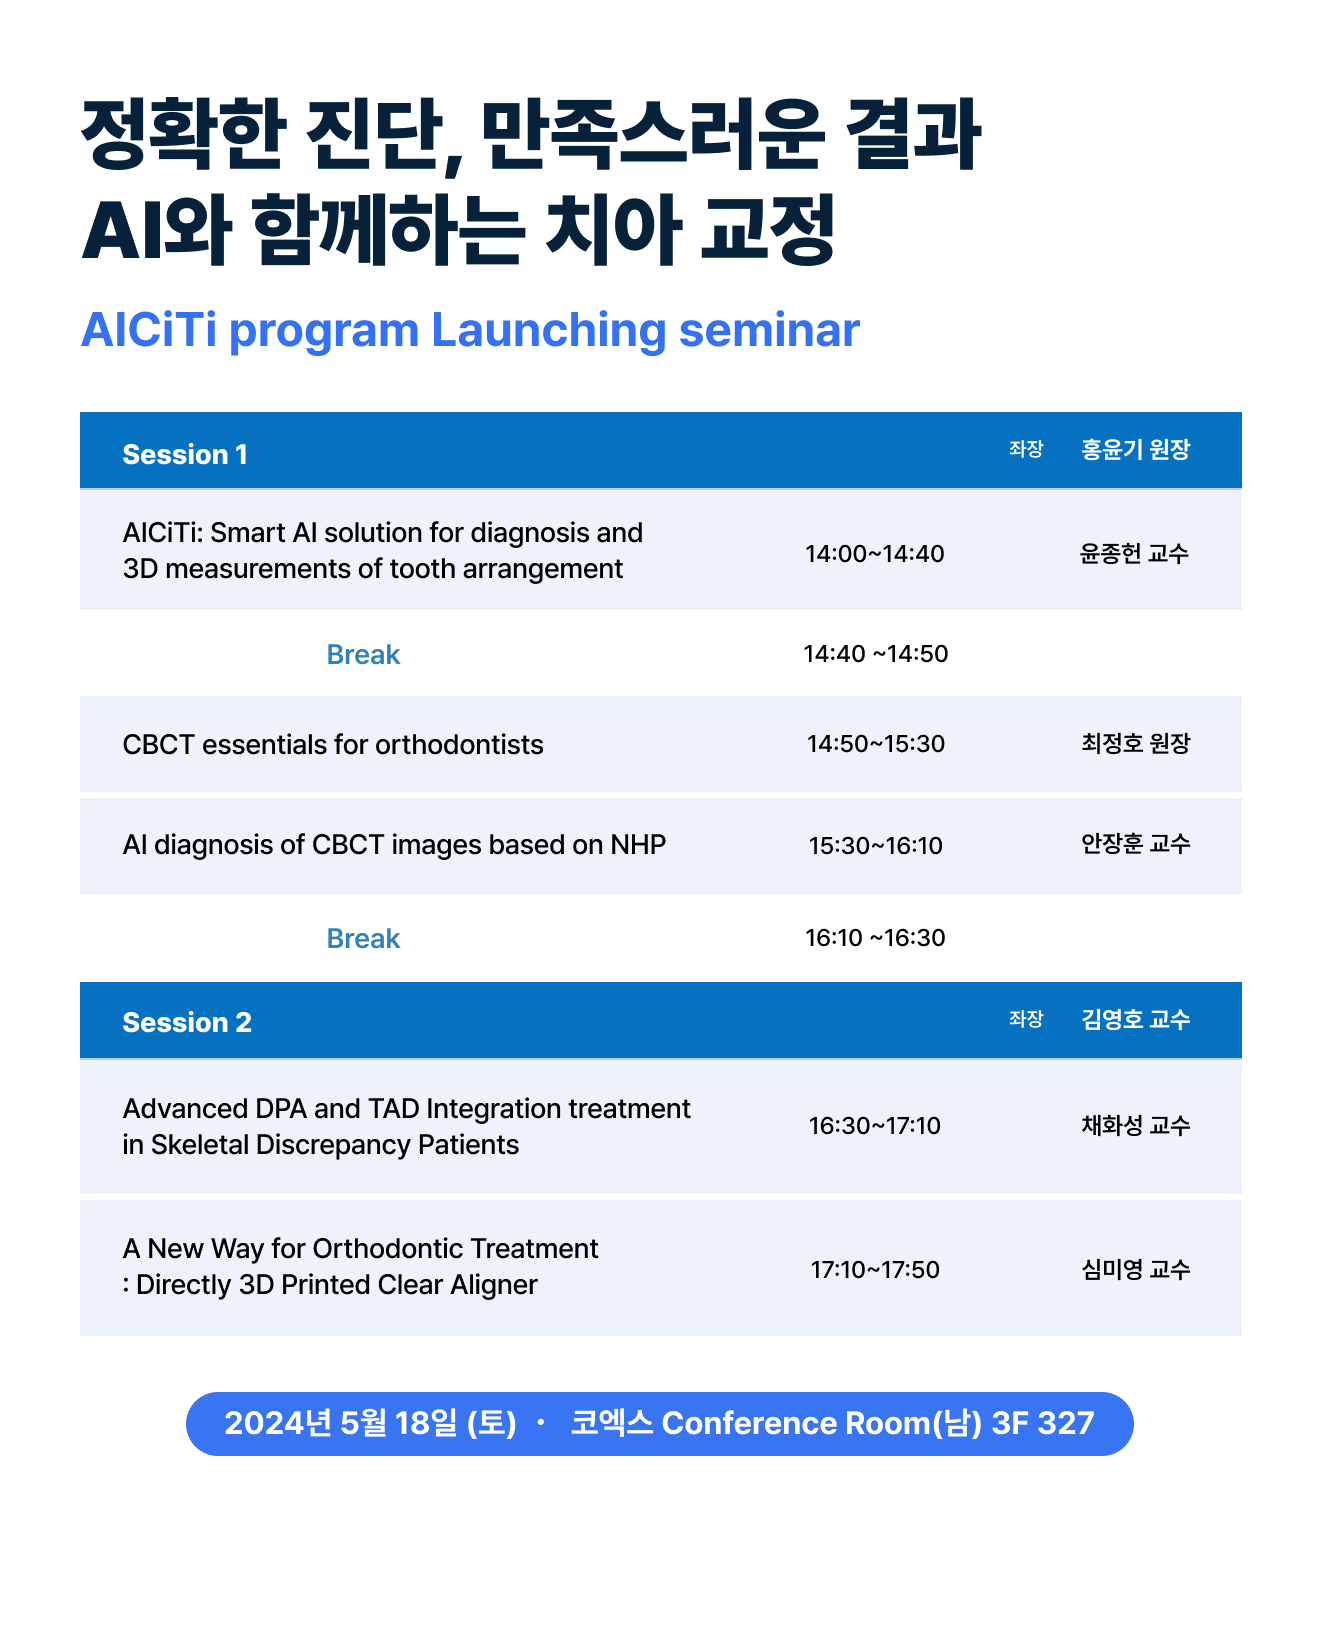 정확한 진단, 만족스러운 결과
AI와 함께하는 치아 교정
AICiTi program Launching seminar
Session 1 좌장 홍윤기 원장
AICiTi: Smart AI solution for diagnosis and
3D measurements of tooth arrangement
14:00~14:40 윤종헌 교수
Break 14:40 ~14:50
CBCT essentials for orthodontists 14:50~15:30 최정호 원장
AI diagnosis of CBCT images based on NHP 15:30~16:10 안장훈 교수
Break 16:10 ~16:30
Session 2 좌장 김영호 교수
Advanced DPA and TAD Integration treatment
in Skeletal Discrepancy Patients
16:30~17:10 채화성 교수
A New Way for Orthodontic Treatment
: Directly 3D Printed Clear Aligner
17:10~17:50 심미영 교수
2024년 5월 18일 (토) · 코엑스 Conference Room(남) 3F 327